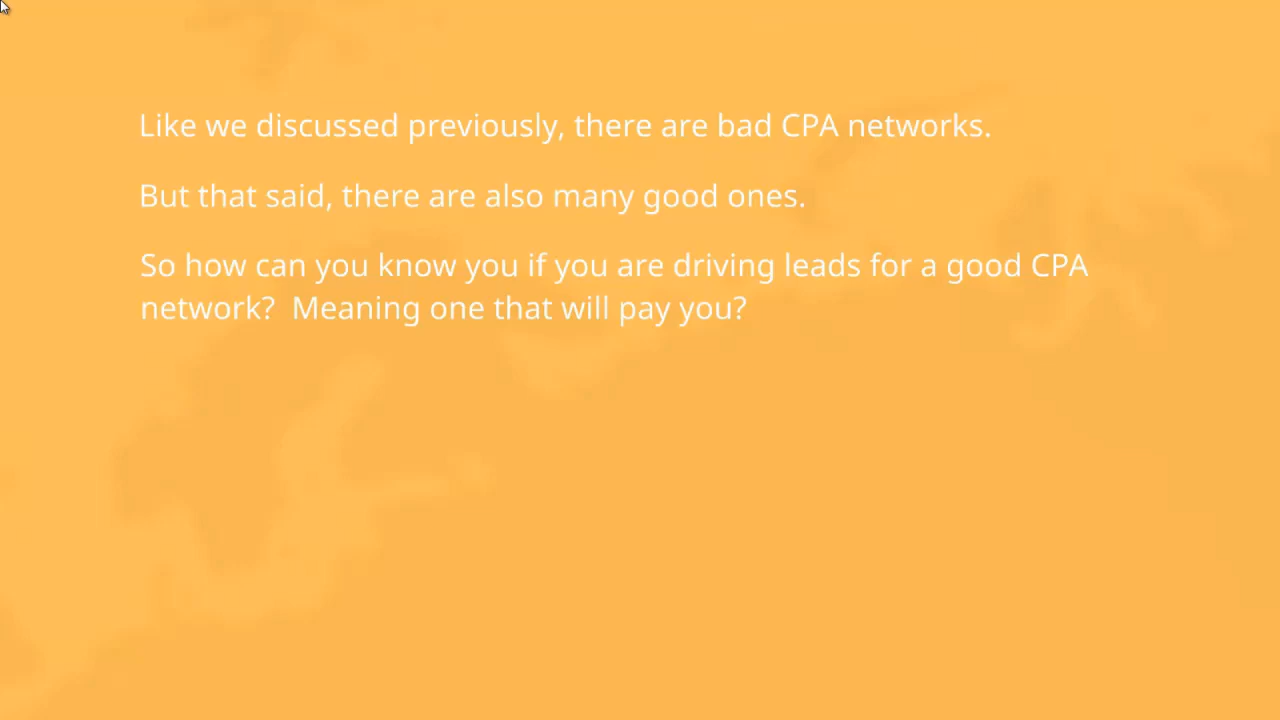 Like we discussed previously, there are bad CPA networks.
But that said, there are also many good ones.
So how can you know you if you are driving leads for a good CPA
network?  Meaning one that will pay you?